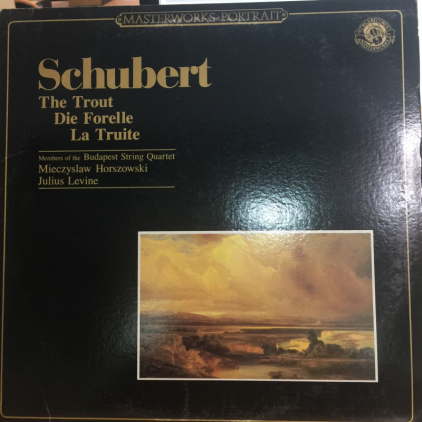 MASTERWORKS PORTRAIT
Schubert
The Trout
Die Forelle
La Truite
Members of the Budapest String Quartet
Mieczyslaw Horszowski
Julius Levine